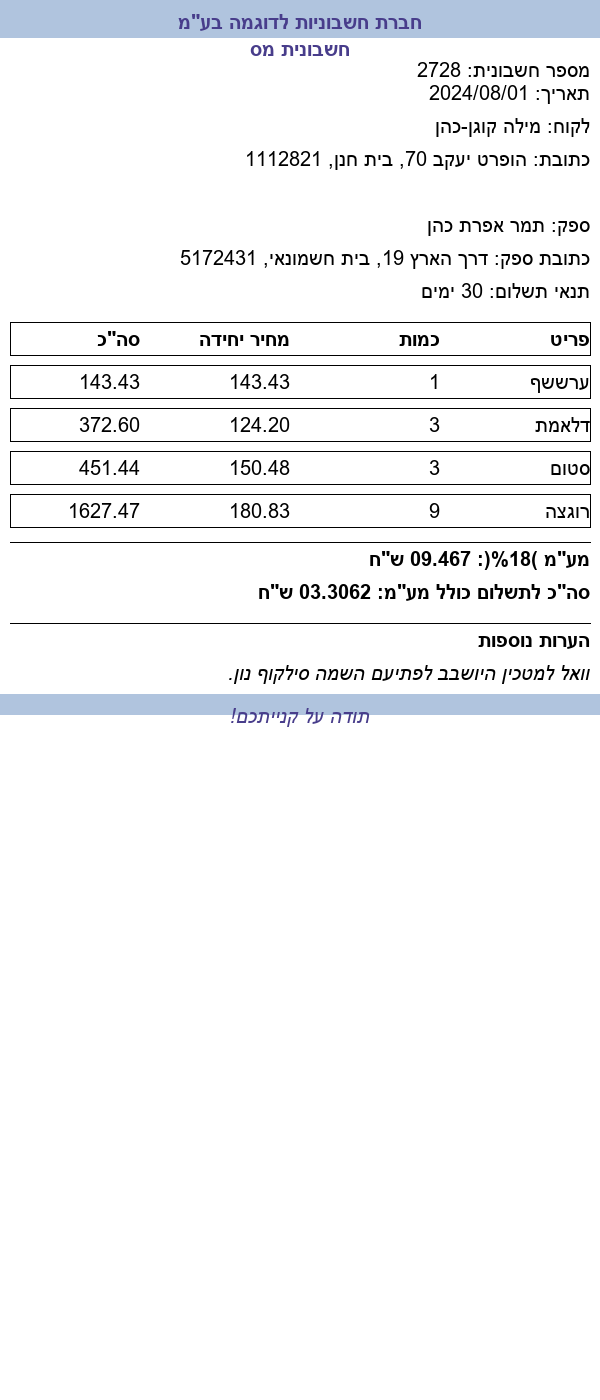 חברת חשבוניות לדוגמה בע"מ
חשבונית מס
מספר חשבונית: 2728
תאריך: 2024/08/01
לקוח: מילה קוגן-כהן
כתובת: הופרט יעקב 70, בית חנן, 1112821
ספק: תמר אפרת כהן
כתובת ספק: דרך הארץ 19, בית חשמונאי, 5172431
תנאי תשלום: 30 ימים
פריט כמות מחיר יחידה סה"כ
ערששף 1 143.43 143.43
דלאמת 3 124.20 372.60
סטום 3 150.48 451.44
רוגצה 9 180.83 1627.47
מע"מ )18%(: 09.467 ש"ח
סה"כ לתשלום כולל מע"מ: 03.3062 ש"ח
הערות נוספות
וואל למטכין היושבב לפתיעם השמה סילקוף נון.
תודה על קנייתכם!